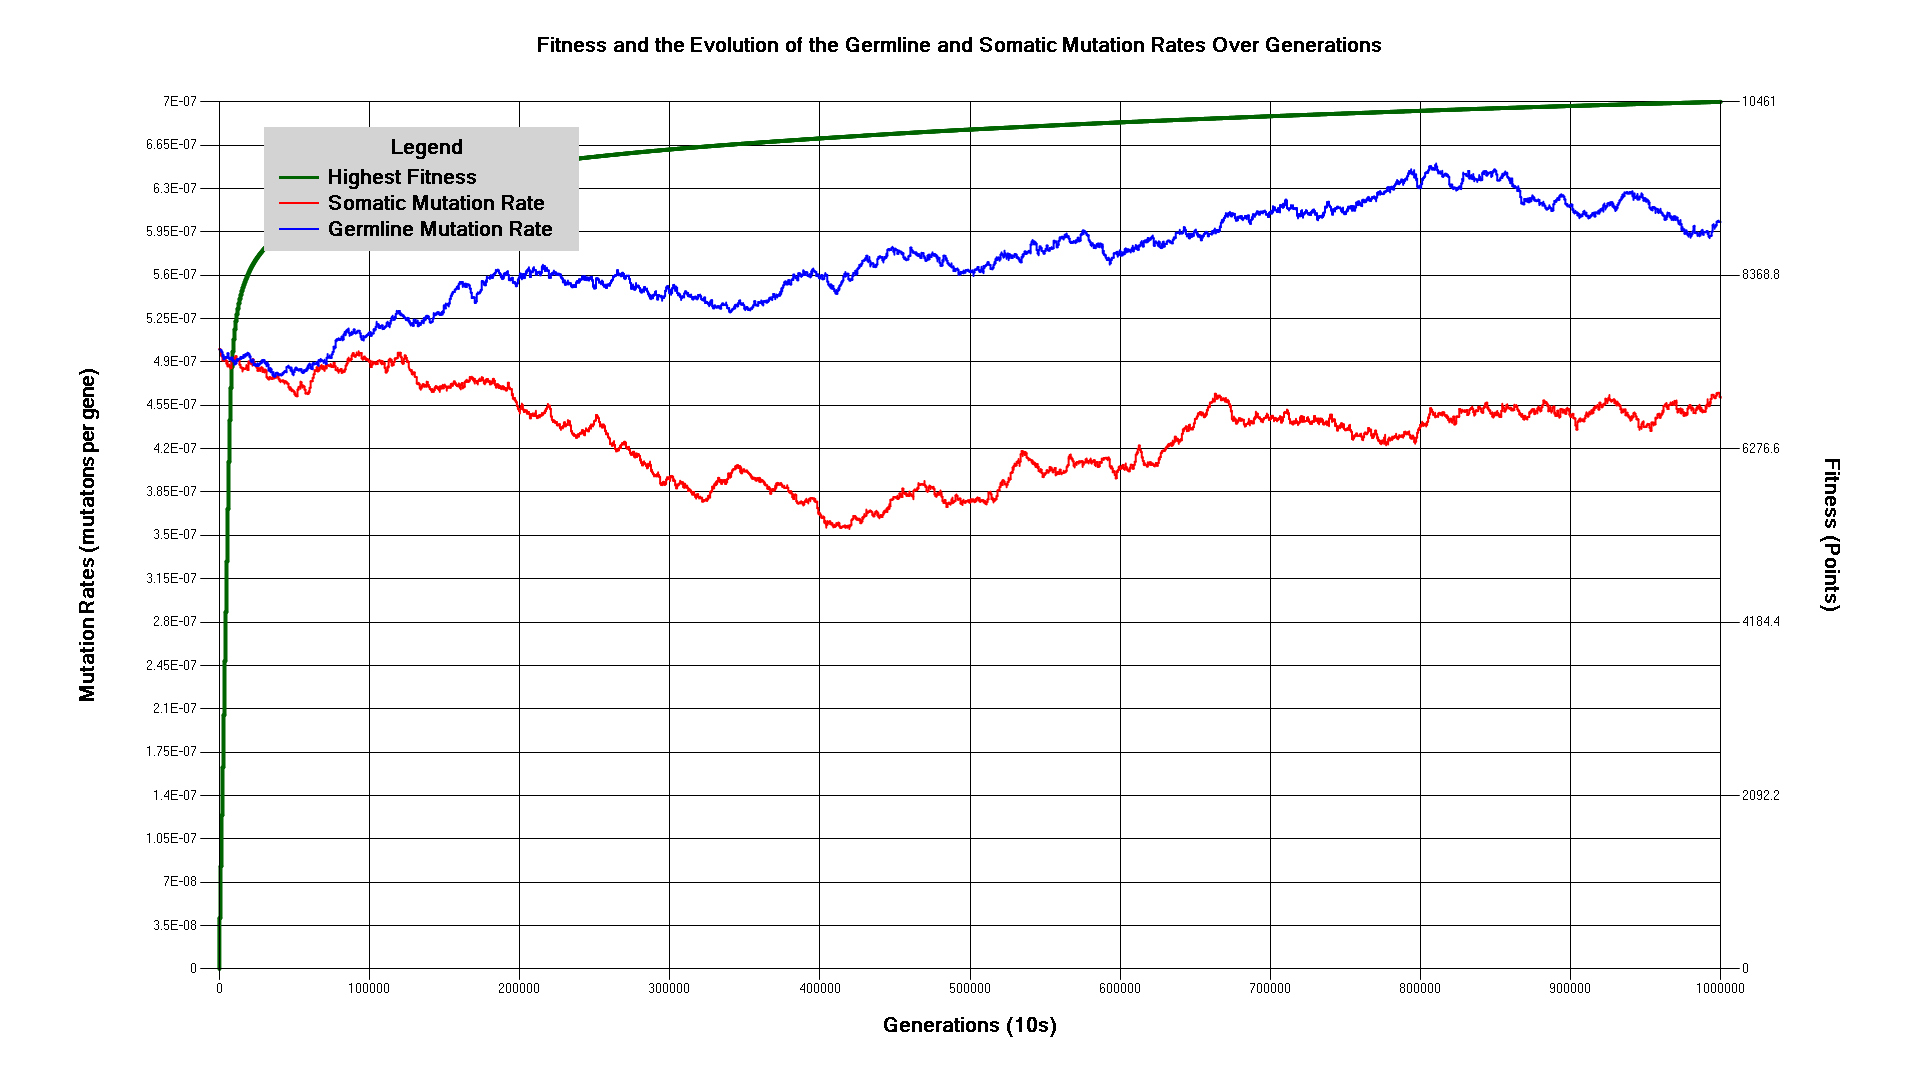 Fitness and the Evolution of the Germline and Somatic Mutation Rates Over Generations
7E-07
6.65E-07
6.3E-07
5.95E-07
5.6E-07
5.25E-07
4.9E-07
4.55E-07
4.2E-07
3.85E-07
3.5E-07
3.15E-07
2.8E-07
2.45E-07
2.1E-07
1.75E-07
1.4E-07
1.05E-07
7E-08
3.5E-08
0
Mutation Rates (mutatons per gene)
Legend
Highest Fitness
Somatic Mutation Rate
Germline Mutation Rate
10461
8368.8
6276.6
4184.4
2092.2
0
Fitness (Points)
0 100000 200000 300000 400000 500000 600000 700000 800000 900000 1000000
Generations (10s)